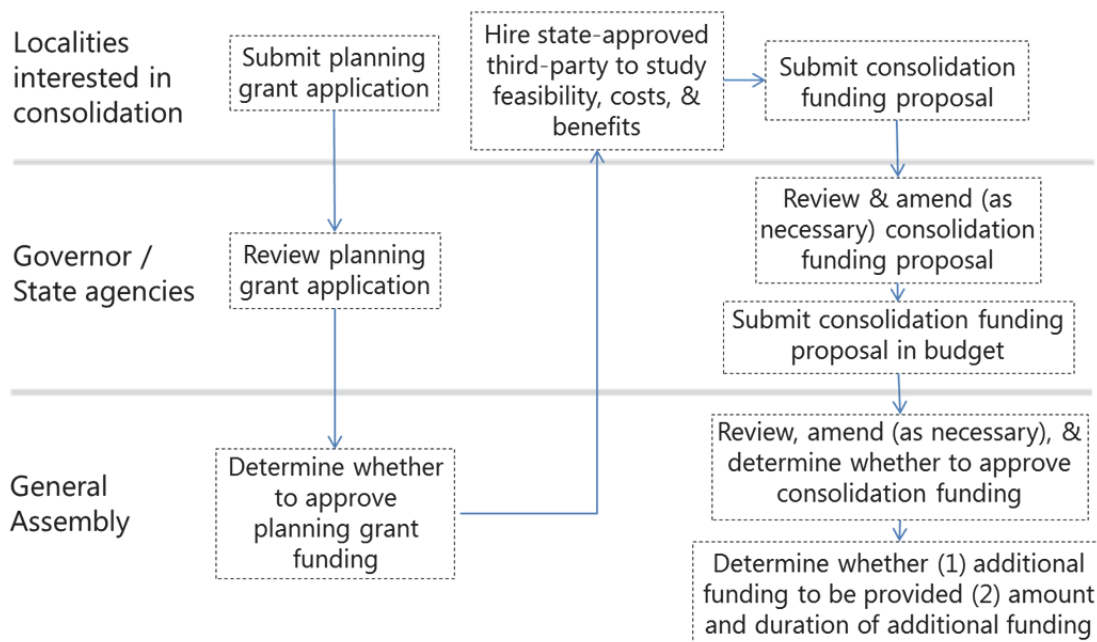 Localities
interested in
consolidation
Submit planning
grant application
Hire state-approved
third-party to study
feasibility, costs, &
benefits
Submit consolidation
funding proposal
Governor /
State agencies
Review planning
grant application
Review & amend (as
necessary) consolidation
funding proposal
Submit consolidation funding
proposal in budget
General
Assembly
Determine whether
to approve
planning grant
funding
Review, amend (as necessary), &
determine whether to approve
consolidation funding
Determine whether (1) additional
funding to be provided (2) amount
and duration of additional funding